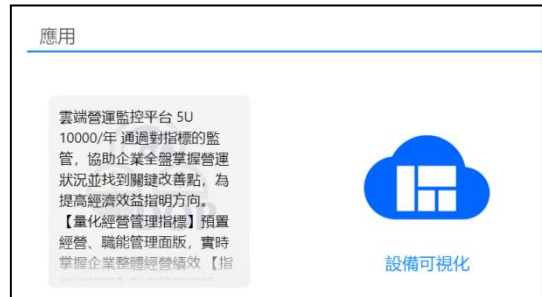 應用
雲端營運監控平台 5U
10000/年 通過對指標的監
管，協助企業全盤掌握營運
狀況並找到關鍵改善點，為
提高經濟效益指明方向。
【量化經營管理指標】預置
經營、職能管理面版，實時
掌握企業整體經營績效 【指
設備可視化